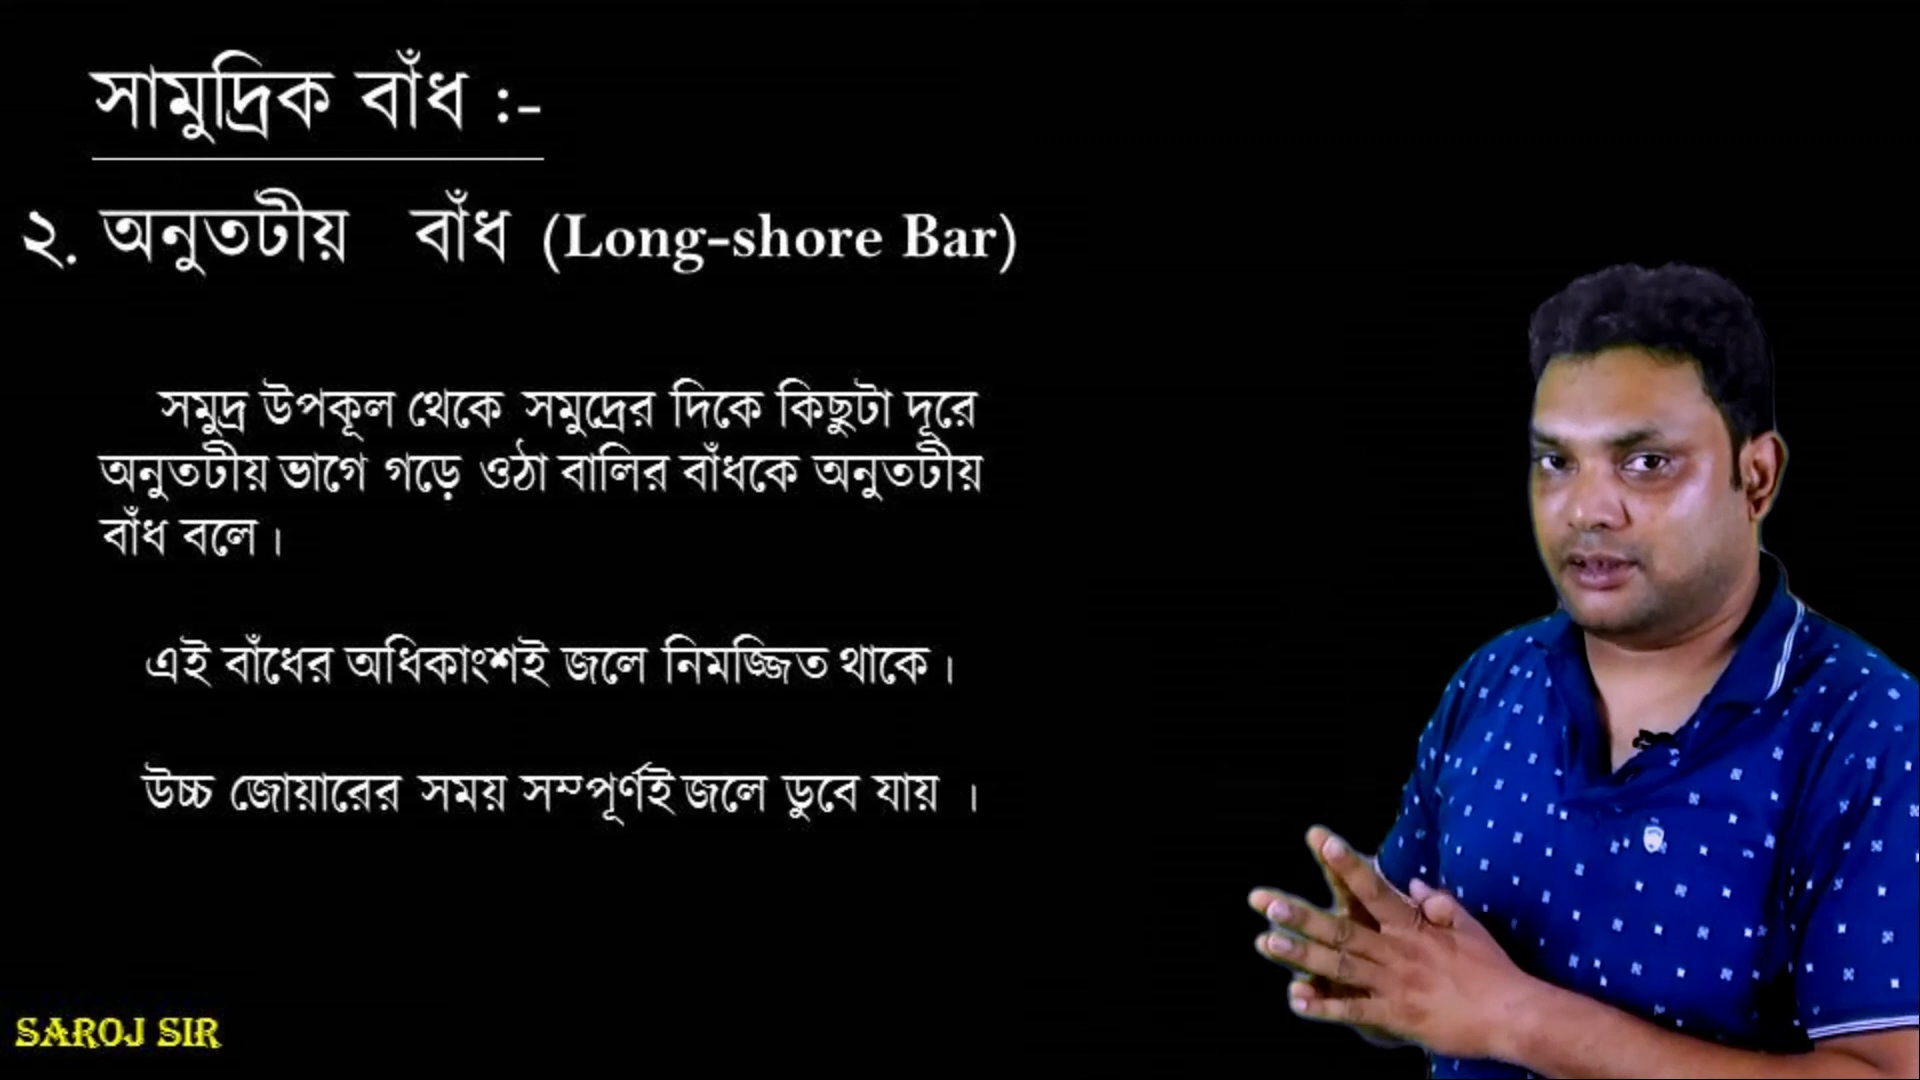 সামুদ্রিক বাঁধ :-
২. অনুতটীয় বাঁধ (Long-shore Bar)
সমুদ্র উপকূল থেকে সমুদ্রের দিকে কিছুটা দূরে
অনুতটীয় ভাগে গড়ে ওঠা বালির বাঁধকে অনুতটীয়
বাঁধ বলে।
এই বাঁধের অধিকাংশই জলে নিমজ্জিত থাকে।
উচ্চ জোয়ারের সময় সম্পূর্ণই জলে ডুবে যায় ।
SAROJ SIR